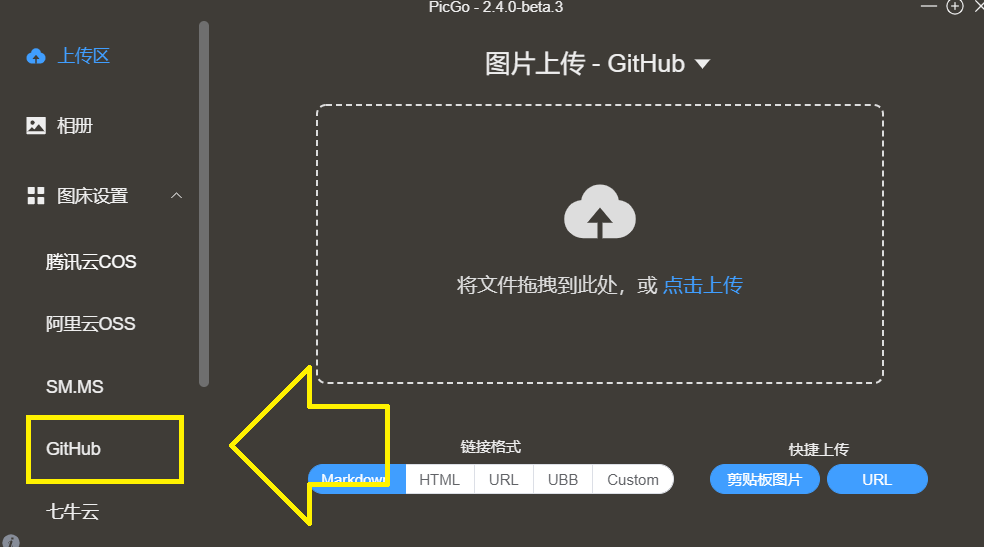 PicGo - 2.4.0-beta.3
上传区
相册
图床设置
腾讯云COS
阿里云OSS
SM.MS
GitHub
七牛云
图片上传 - GitHub
将文件拖拽到此处，或 点击上传
链接格式
Markdown HTML URL UBB Custom
快捷上传
剪贴板图片 URL